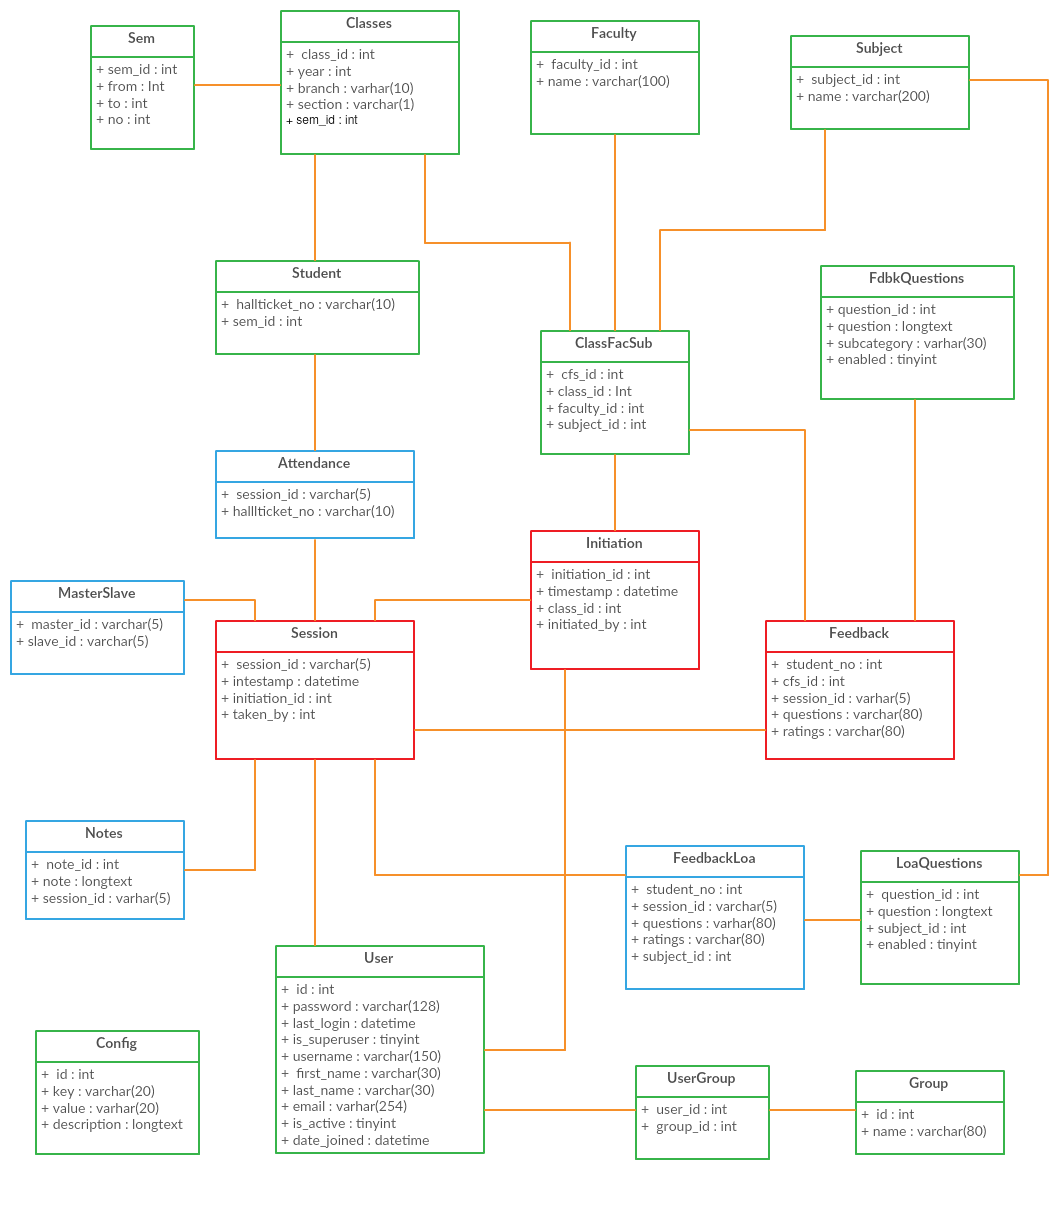 Sem
+ sem_id : int
+ from : Int
+ to : int
+ no : int
Classes
+ class_id : int
+ year : int
+ branch : varhar(10)
+ section : varchar(1)
+ sem_id : int
Faculty
+ faculty_id : int
+ name : varchar(100)
Subject
+ subject_id : int
+ name : varchar(200)
Student
+ hallticket_no : varchar(10)
+ sem_id : int
ClassFacSub
+ cfs_id : int
+ class_id : Int
+ faculty_id : int
+ subject_id : int
FdbkQuestions
+ question_id : int
+ question : longtext
+ subcategory : varhar(30)
+ enabled : tinyint
Attendance
+ session_id : varchar(5)
+ hallIticket_no : varchar(10)
Initiation
+ initiation_id : int
+ timestamp : datetime
+ class_id : int
+ initiated_by : int
MasterSlave
+ master_id : varchar(5)
+ slave_id : varchar(5)
Session
+ session_id : varchar(5)
+ intestamp : datetime
+ initiation_id : int
+ taken_by : int
Feedback
+ student_no : int
+ cfs_id : int
+ session_id : varhar(5)
+ questions : varchar(80)
+ ratings : varchar(80)
Notes
+ note_id : int
+ note : longtext
+ session_id : varhar(5)
FeedbackLoa
+ student_no : int
+ session_id : varchar(5)
+ questions : varhar(80)
+ ratings : varchar(80)
+ subject_id : int
LoaQuestions
+ question_id : int
+ question : longtext
+ subject_id : int
+ enabled : tinyint
User
+ id : int
+ password : varchar(128)
+ last_login : datetime
+ is_superuser : tinyint
+ username : varchar(150)
+ first_name : varchar(30)
+ last_name : varchar(30)
+ email : varhar(254)
+ is_active : tinyint
+ date_joined : datetime
Config
+ id : int
+ key : varchar(20)
+ value : varhar(20)
+ description : longtext
UserGroup
+ user_id : int
+ group_id : int
Group
+ id : int
+ name : varchar(80)